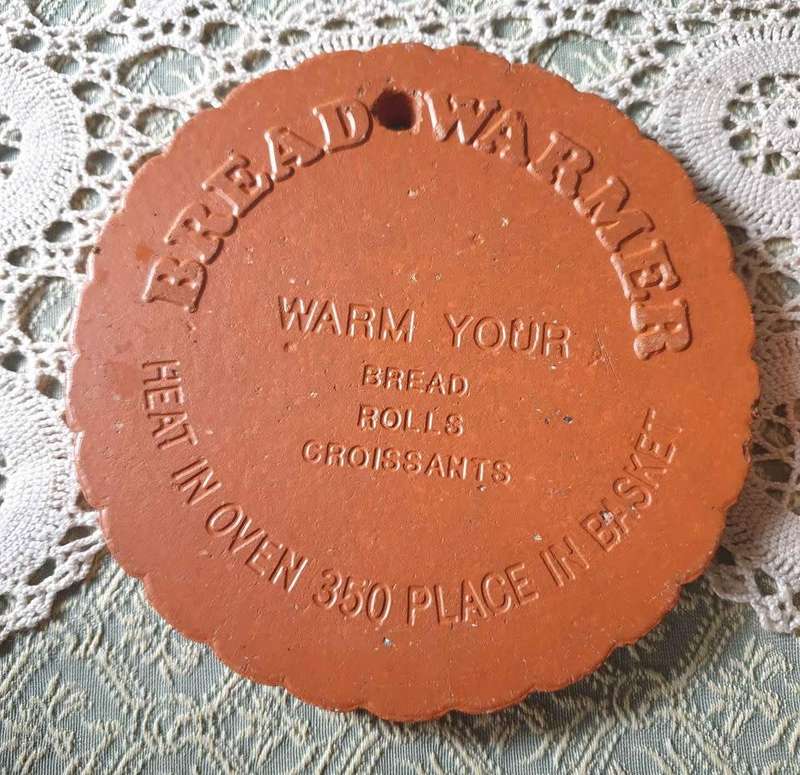 BREAD WARMER
WARM YOUR
BREAD
ROLLS
CROISSANTS
HEAT IN OVEN 350 PLACE IN BASKET